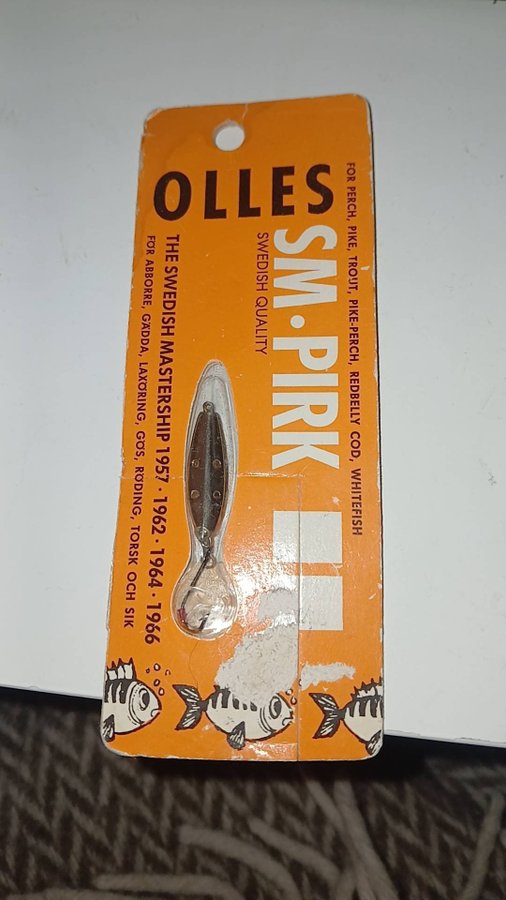 OLLES
SM•PIRK
SWEDISH QUALITY
FOR PERCH, PIKE, TROUT, PIKE-PERCH, REDBELLY COD, WHITEFISH
THE SWEDISH MASTERSHIP 1957 • 1962 • 1964 • 1966
FÖR ABBORRE, GÄDDA, LAXÖRING, GÖS, RÖDING, TORSK OCH SIK